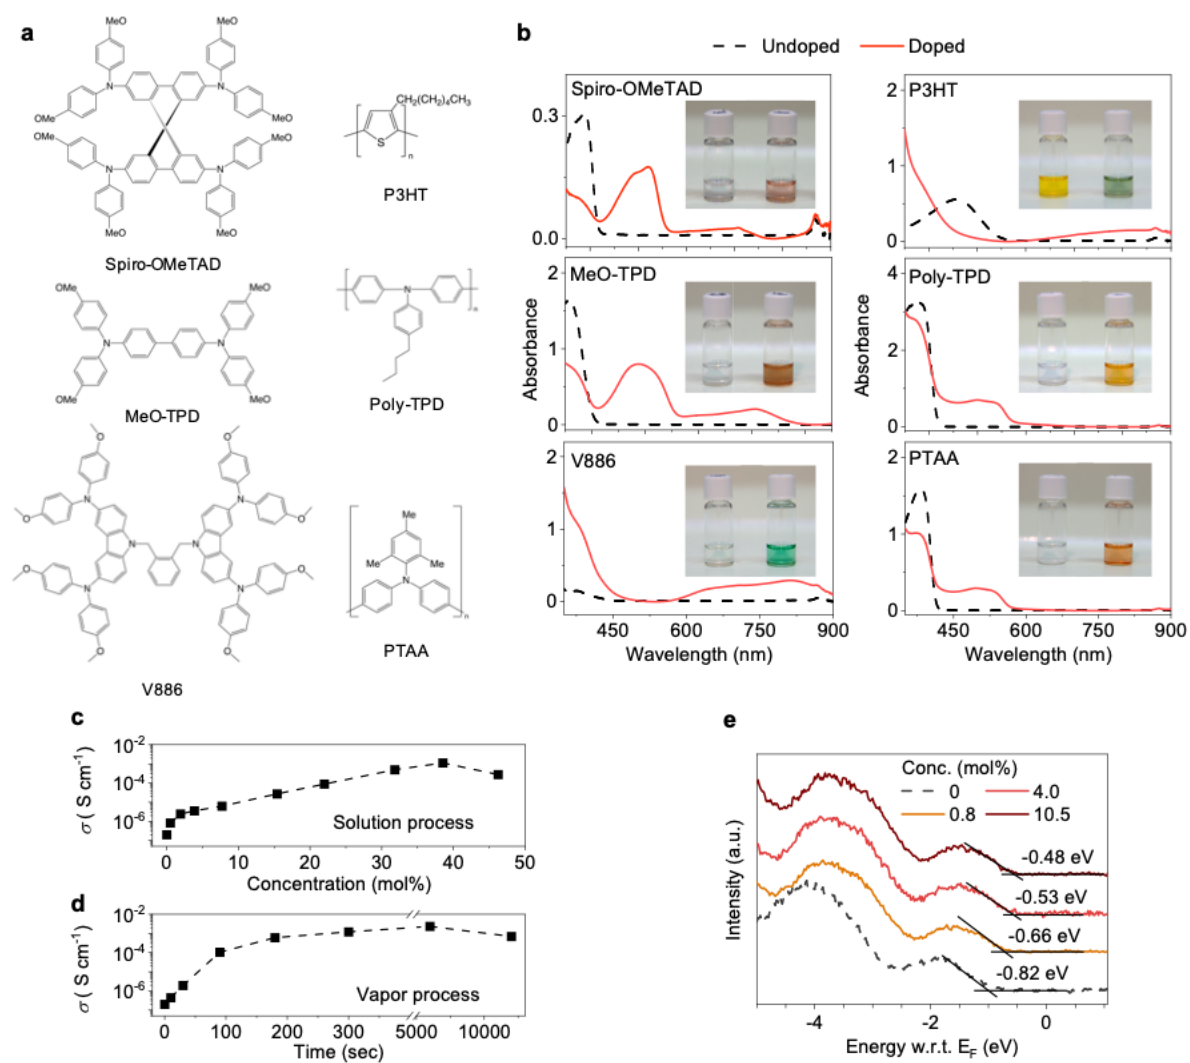 a
MeO
MeO
MeO
MeO
N
N
MeO
MeO
OMe
MeO
N
N
MeO
MeO
Spiro-OMeTAD
CH2(CH2)4CH3
S
n
P3HT
OMe
MeO
N
N
OMe
MeO
MeO-TPD
N
n
Poly-TPD
O
O
N
N
O
O
N
N
O
O
N
N
O
O
V886
Me
Me
Me
N
n
PTAA
b
Undoped
Doped
Absorbance
Spiro-OMeTAD
0.3
0.0
P3HT
2
1
0
MeO-TPD
2
1
0
Absorbance
Poly-TPD
4
2
0
V886
2
1
0
450
600
750
900
Wavelength (nm)
PTAA
2
1
0
450
600
750
900
Wavelength (nm)
c
σ ( S cm⁻¹)
10⁻²
10⁻⁴
10⁻⁶
Solution process
0
10
20
30
40
50
Concentration (mol%)
d
σ ( S cm⁻¹)
10⁻²
10⁻⁴
10⁻⁶
Vapor process
0
100
200
300
400
5000
10000
Time (sec)
e
Intensity (a.u.)
Conc. (mol%)
0
4.0
0.8
10.5
-0.48 eV
-0.53 eV
-0.66 eV
-0.82 eV
-4
-2
0
Energy w.r.t. EF (eV)